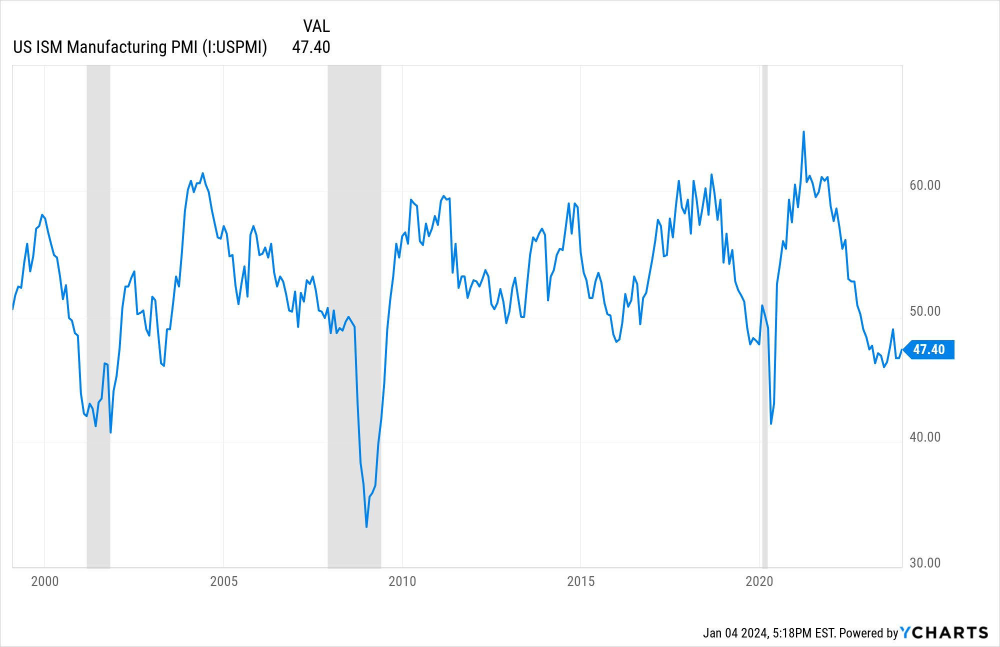 VAL
US ISM Manufacturing PMI (I:USPMI) 47.40
60.00
50.00
47.40
40.00
30.00
2000 2005 2010 2015 2020
Jan 04 2024, 5:18PM EST. Powered by YCHARTS